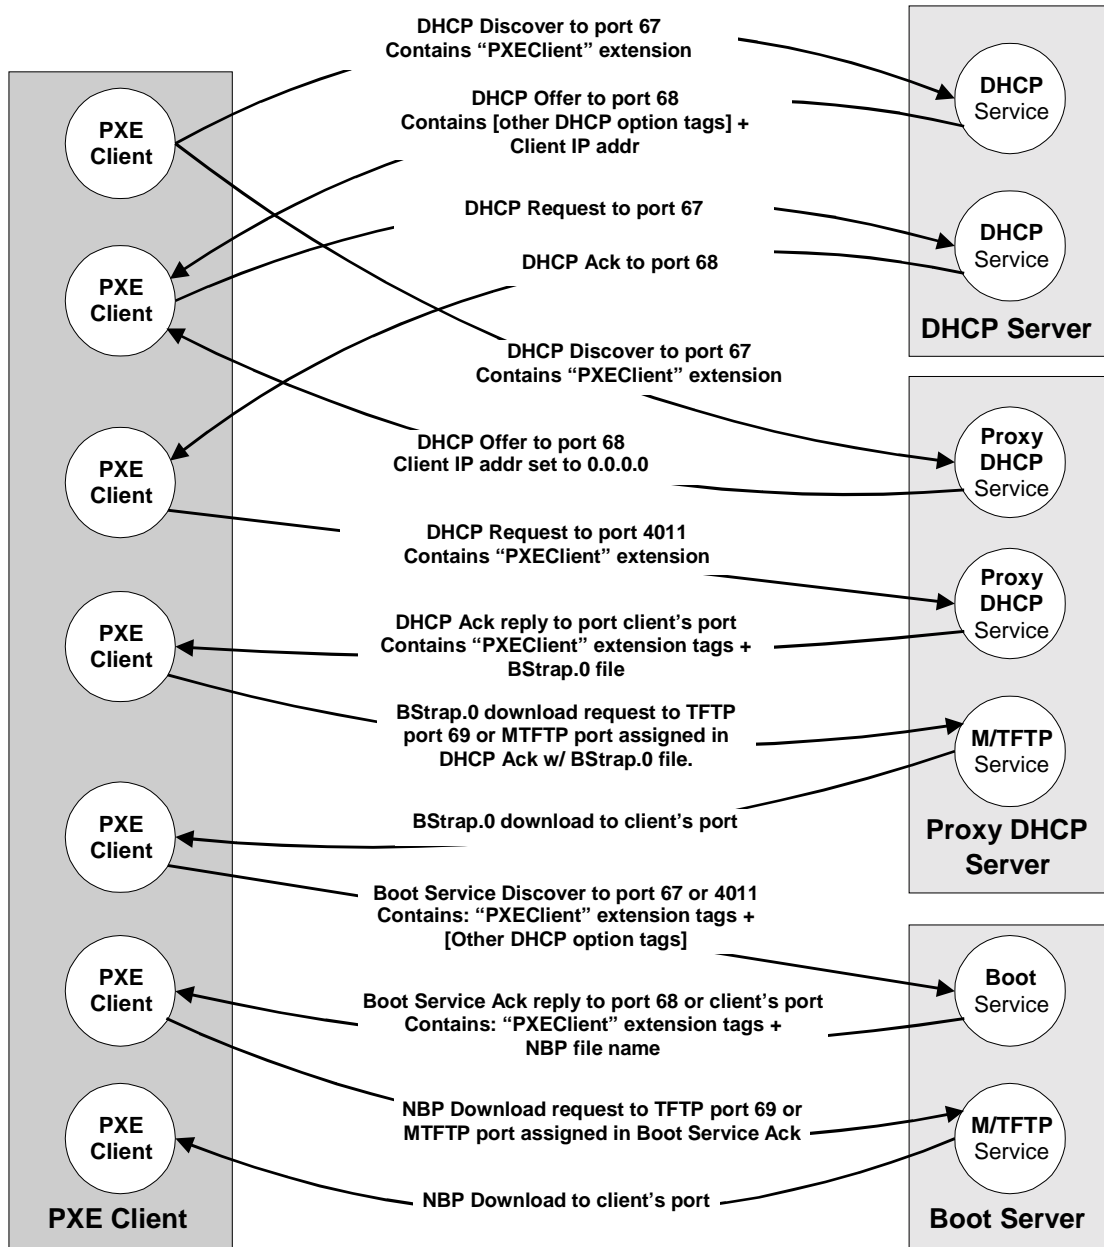 DHCP Discover to port 67
Contains “PXEClient” extension
DHCP
Service
PXE
Client
DHCP Offer to port 68
Contains [other DHCP option tags] +
Client IP addr
DHCP Request to port 67
DHCP
Service
PXE
Client
DHCP Ack to port 68
DHCP Server
DHCP Discover to port 67
Contains “PXEClient” extension
PXE
Client
DHCP Offer to port 68
Client IP addr set to 0.0.0.0
Proxy
DHCP
Service
DHCP Request to port 4011
Contains “PXEClient” extension
Proxy
DHCP
Service
PXE
Client
DHCP Ack reply to port client’s port
Contains “PXEClient” extension tags +
BStrap.0 file
BStrap.0 download request to TFTP
port 69 or MTFTP port assigned in
DHCP Ack w/ BStrap.0 file.
M/TFTP
Service
PXE
Client
BStrap.0 download to client’s port
Proxy DHCP
Server
Boot Service Discover to port 67 or 4011
Contains: “PXEClient” extension tags +
[Other DHCP option tags]
PXE
Client
Boot
Service
Boot Service Ack reply to port 68 or client’s port
Contains: “PXEClient” extension tags +
NBP file name
NBP Download request to TFTP port 69 or
MTFTP port assigned in Boot Service Ack
PXE
Client
M/TFTP
Service
NBP Download to client’s port
PXE Client
Boot Server